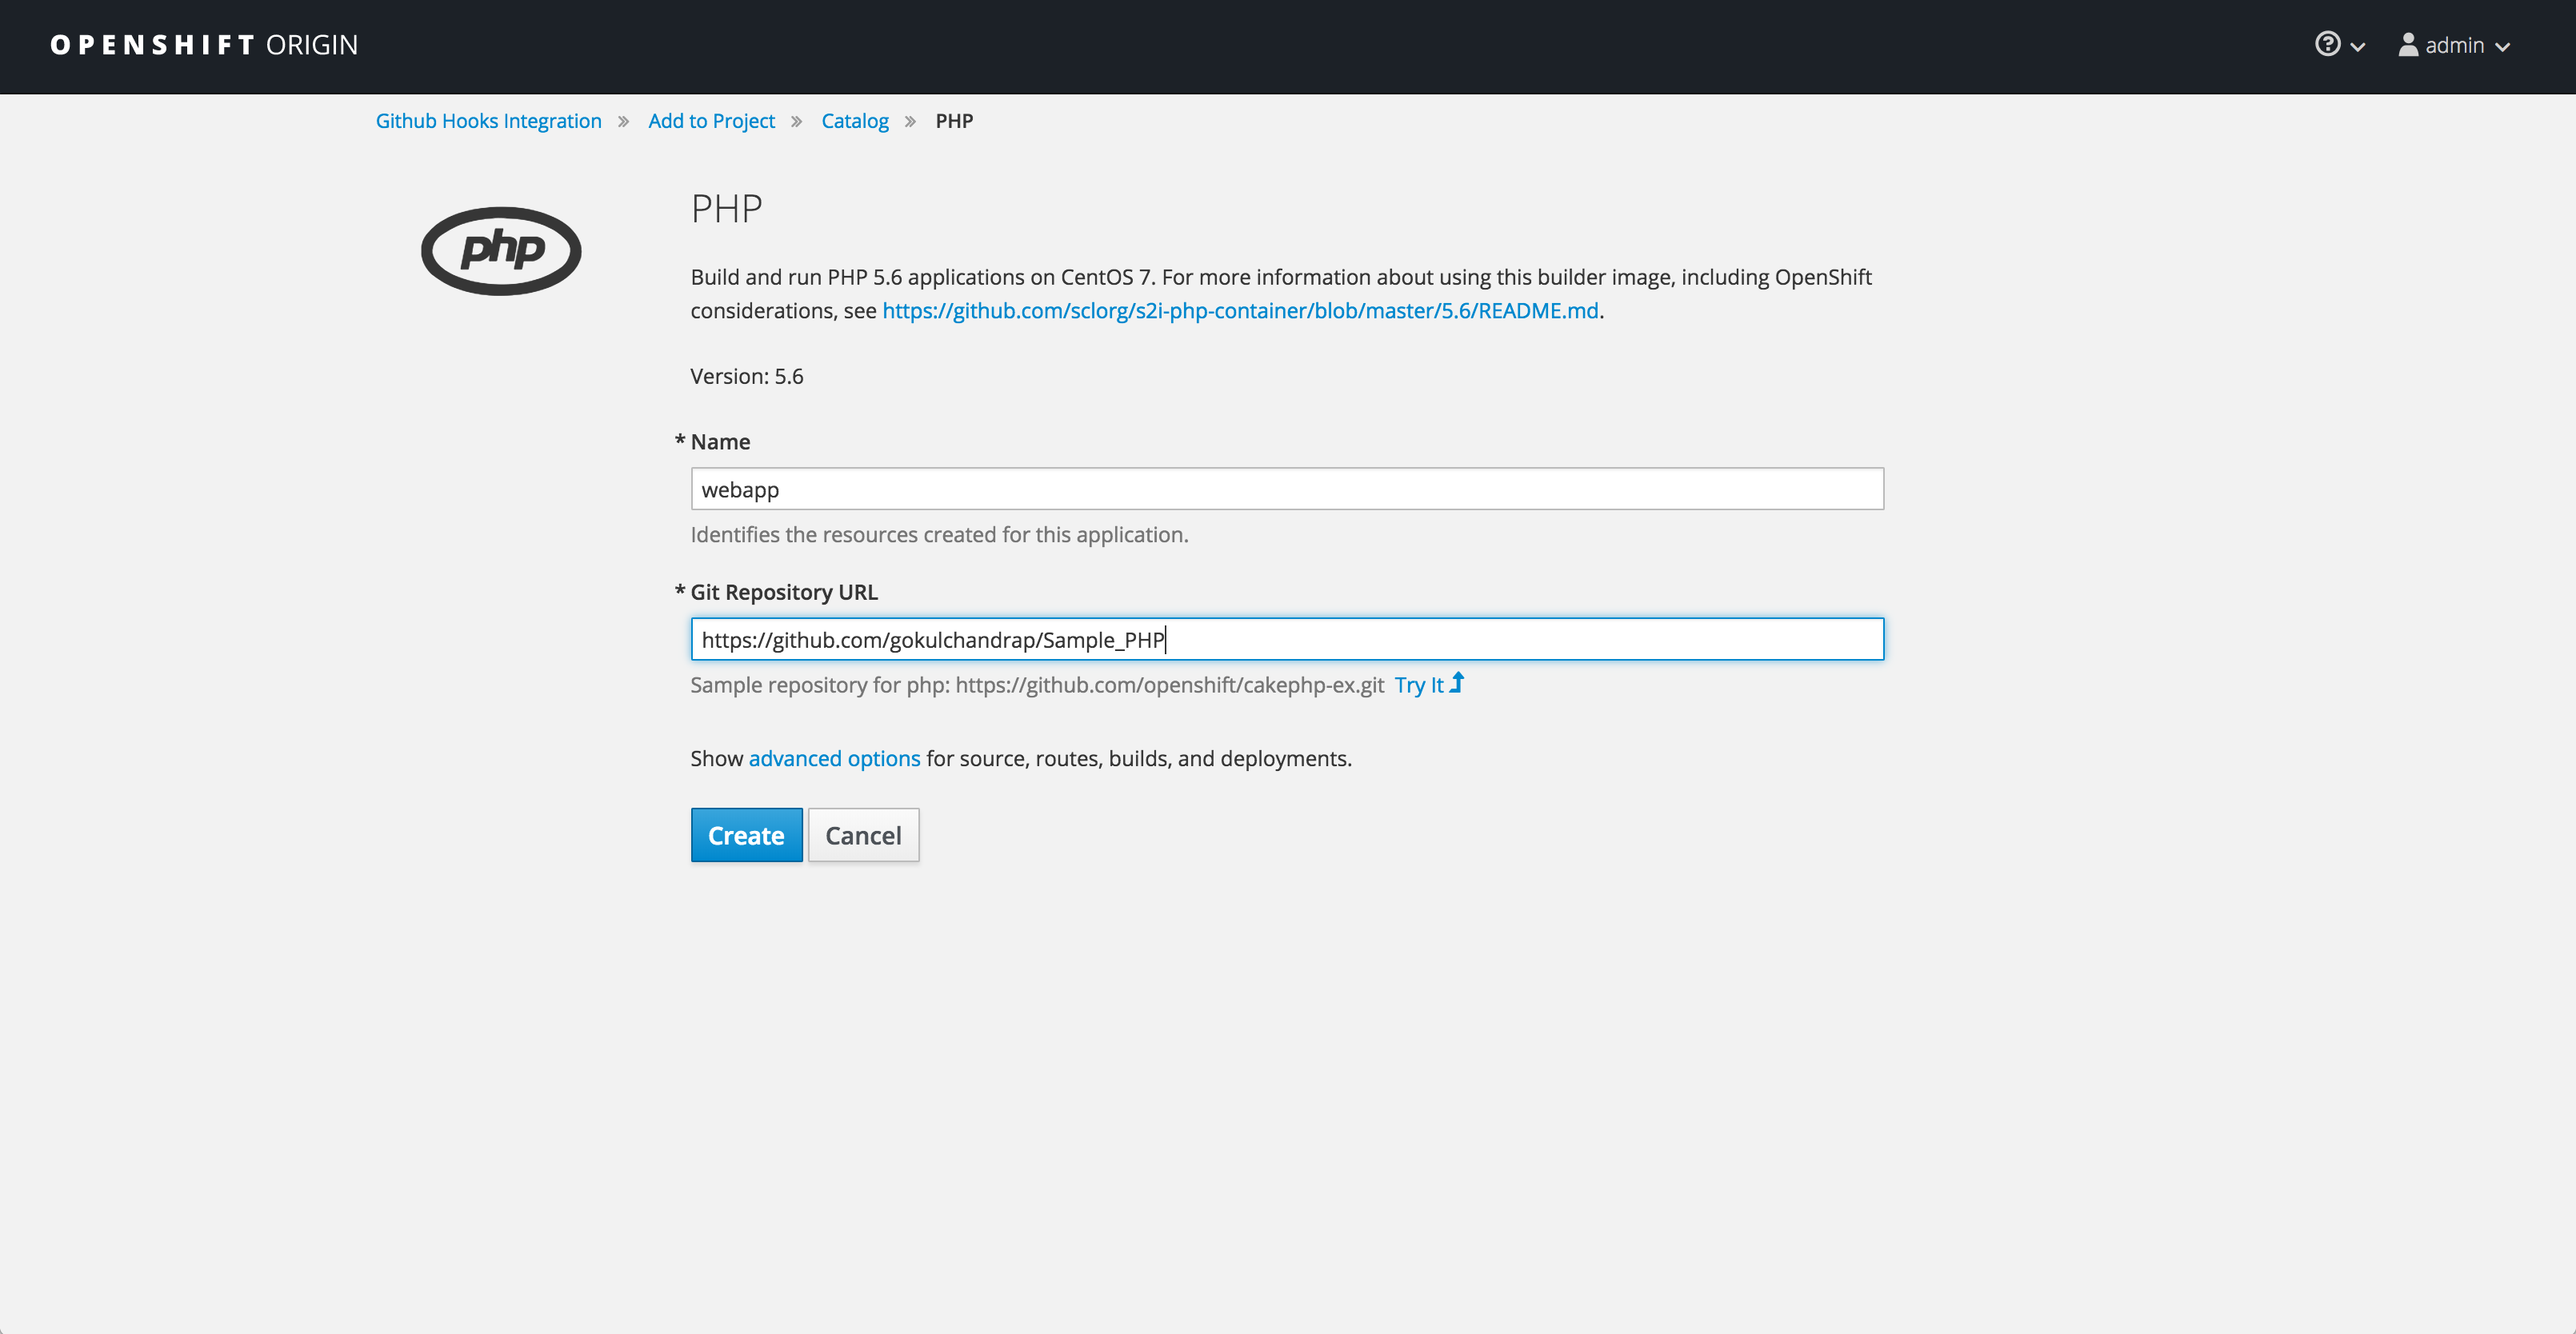 OPENSHIFT ORIGIN
admin
Github Hooks Integration » Add to Project » Catalog » PHP
php
PHP
Build and run PHP 5.6 applications on CentOS 7. For more information about using this builder image, including OpenShift
considerations, see https://github.com/sclorg/s2i-php-container/blob/master/5.6/README.md.
Version: 5.6
* Name
webapp
Identifies the resources created for this application.
* Git Repository URL
https://github.com/gokulchandrap/Sample_PHP
Sample repository for php: https://github.com/openshift/cakephp-ex.git Try It
Show advanced options for source, routes, builds, and deployments.
Create Cancel